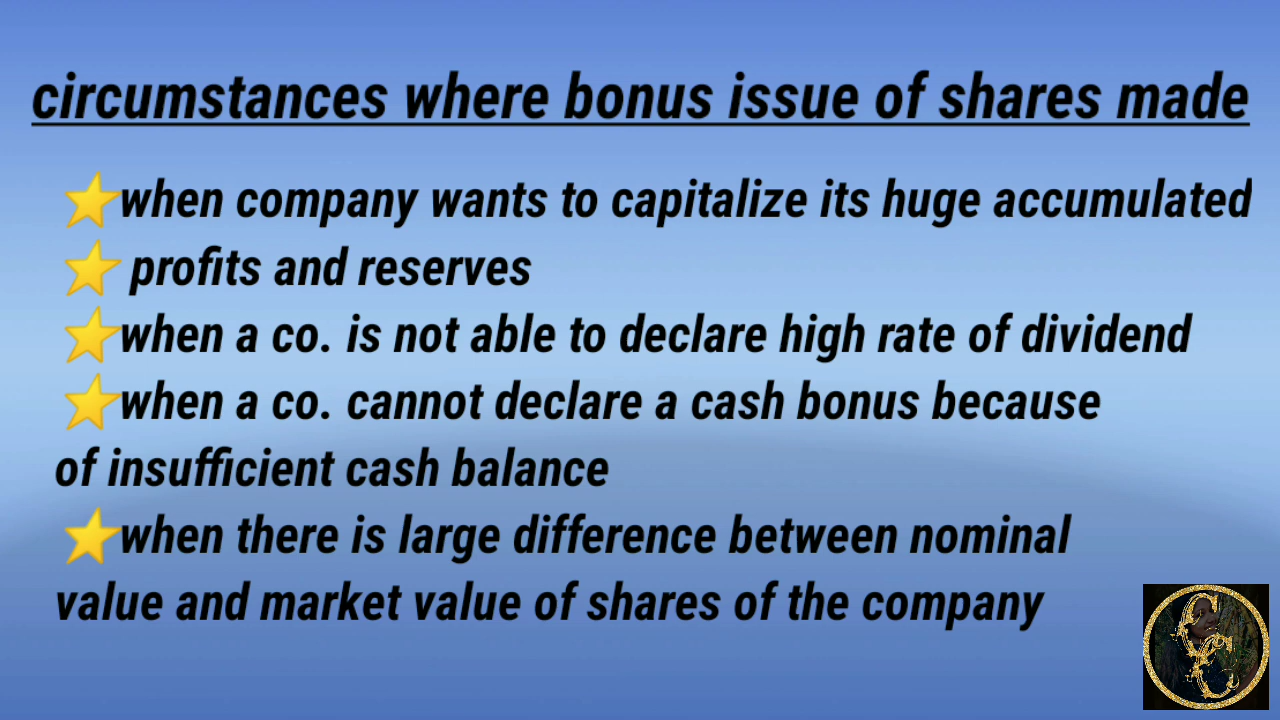 circumstances where bonus issue of shares made
⭐when company wants to capitalize its huge accumulated
⭐ profits and reserves
⭐when a co. is not able to declare high rate of dividend
⭐when a co. cannot declare a cash bonus because
of insufficient cash balance
⭐when there is large difference between nominal
value and market value of shares of the company